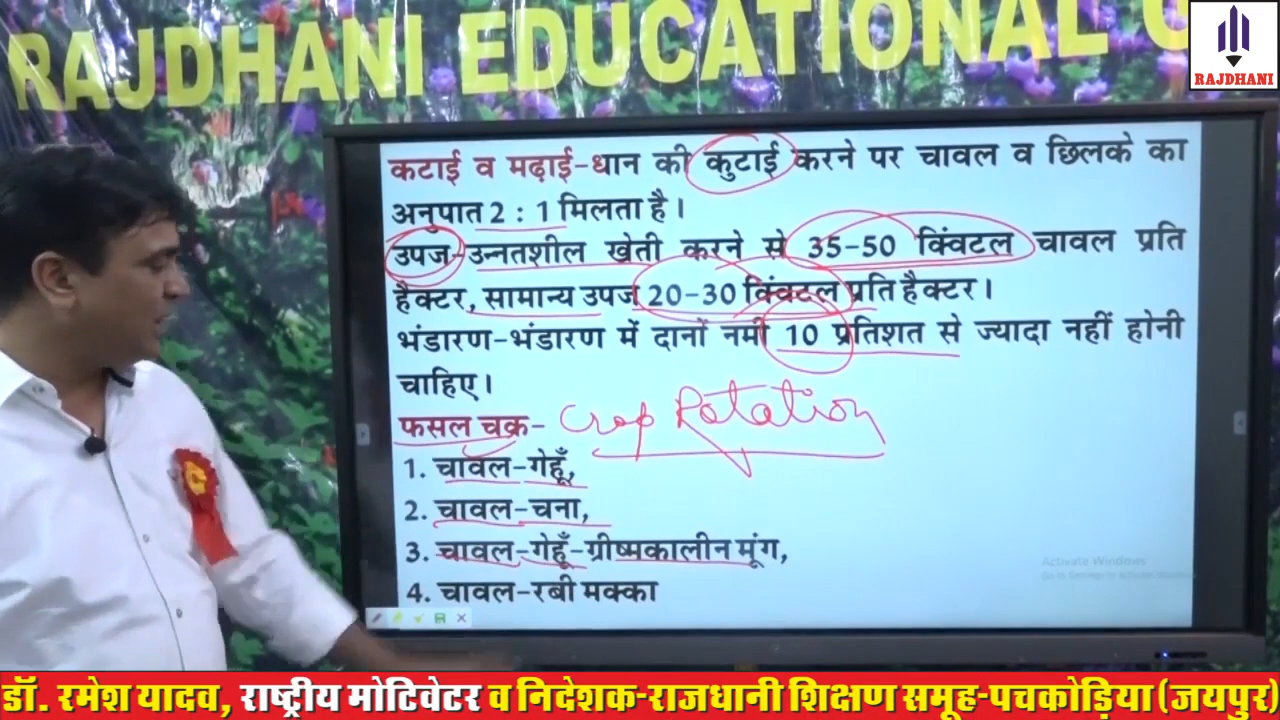 RAJDHANI EDUCATIONAL
RAJDHANI
कटाई व मढ़ाई-धान की कुटाई करने पर चावल व छिलके का
अनुपात 2 : 1 मिलता है।
उपज-उन्नतशील खेती करने से 35-50 क्विंटल चावल प्रति
हैक्टर, सामान्य उपज 20-30 क्विंटल प्रति हैक्टर।
भंडारण-भंडारण में दानों नमी 10 प्रतिशत से ज्यादा नहीं होनी
चाहिए।
फसल चक्र- Crop Rotation
1. चावल-गेहूँ,
2. चावल-चना,
3. चावल-गेहूँ-ग्रीष्मकालीन मूंग,
4. चावल-रबी मक्का
Activate Windows
डॉ. रमेश यादव, राष्ट्रीय मोटिवेटर व निदेशक-राजधानी शिक्षण समूह-पचकोड़िया (जयपुर)